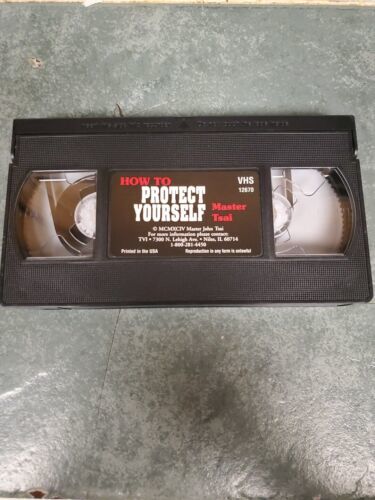 HOW TO
PROTECT
YOURSELF
Master
Tsai
VHS
12670
© MCMXCIV Master John Tsai
For more information please contact:
TVI • 7300 N. Lehigh Ave. • Niles, IL 60714
1-800-281-4450
Printed in the USA
Reproduction in any form is unlawful